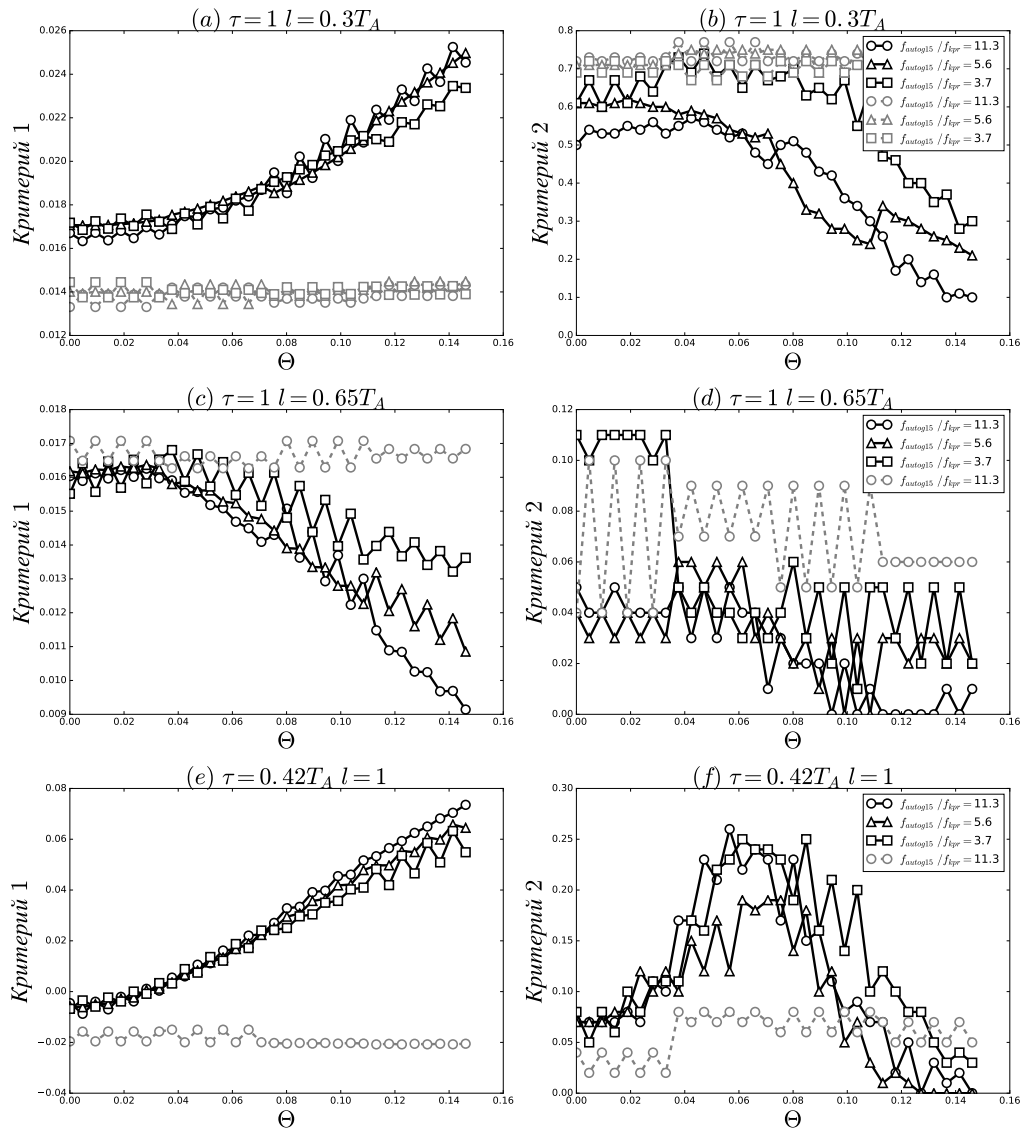 (a) τ=1 l=0.3T_A
(b) τ=1 l=0.3T_A
0.026
0.024
0.022
0.020
0.018
0.016
0.014
0.012
Критерий 1
0.00 0.02 0.04 0.06 0.08 0.10 0.12 0.14 0.16
Θ
0.8
0.7
0.6
0.5
0.4
0.3
0.2
0.1
0.0
Критерий 2
f_autog15/f_kpr=11.3
f_autog15/f_kpr=5.6
f_autog15/f_kpr=3.7
f_autog15/f_kpr=11.3
f_autog15/f_kpr=5.6
f_autog15/f_kpr=3.7
0.00 0.02 0.04 0.06 0.08 0.10 0.12 0.14 0.16
Θ
(c) τ=1 l=0.65T_A
(d) τ=1 l=0.65T_A
0.018
0.017
0.016
0.015
0.014
0.013
0.012
0.011
0.010
0.009
Критерий 1
0.00 0.02 0.04 0.06 0.08 0.10 0.12 0.14 0.16
Θ
0.12
0.10
0.08
0.06
0.04
0.02
0.00
Критерий 2
f_autog15/f_kpr=11.3
f_autog15/f_kpr=5.6
f_autog15/f_kpr=3.7
f_autog15/f_kpr=11.3
0.00 0.02 0.04 0.06 0.08 0.10 0.12 0.14 0.16
Θ
(e) τ=0.42T_A l=1
(f) τ=0.42T_A l=1
0.08
0.06
0.04
0.02
0.00
−0.02
−0.04
Критерий 1
0.00 0.02 0.04 0.06 0.08 0.10 0.12 0.14 0.16
Θ
0.30
0.25
0.20
0.15
0.10
0.05
0.00
Критерий 2
f_autog15/f_kpr=11.3
f_autog15/f_kpr=5.6
f_autog15/f_kpr=3.7
f_autog15/f_kpr=11.3
0.00 0.02 0.04 0.06 0.08 0.10 0.12 0.14 0.16
Θ